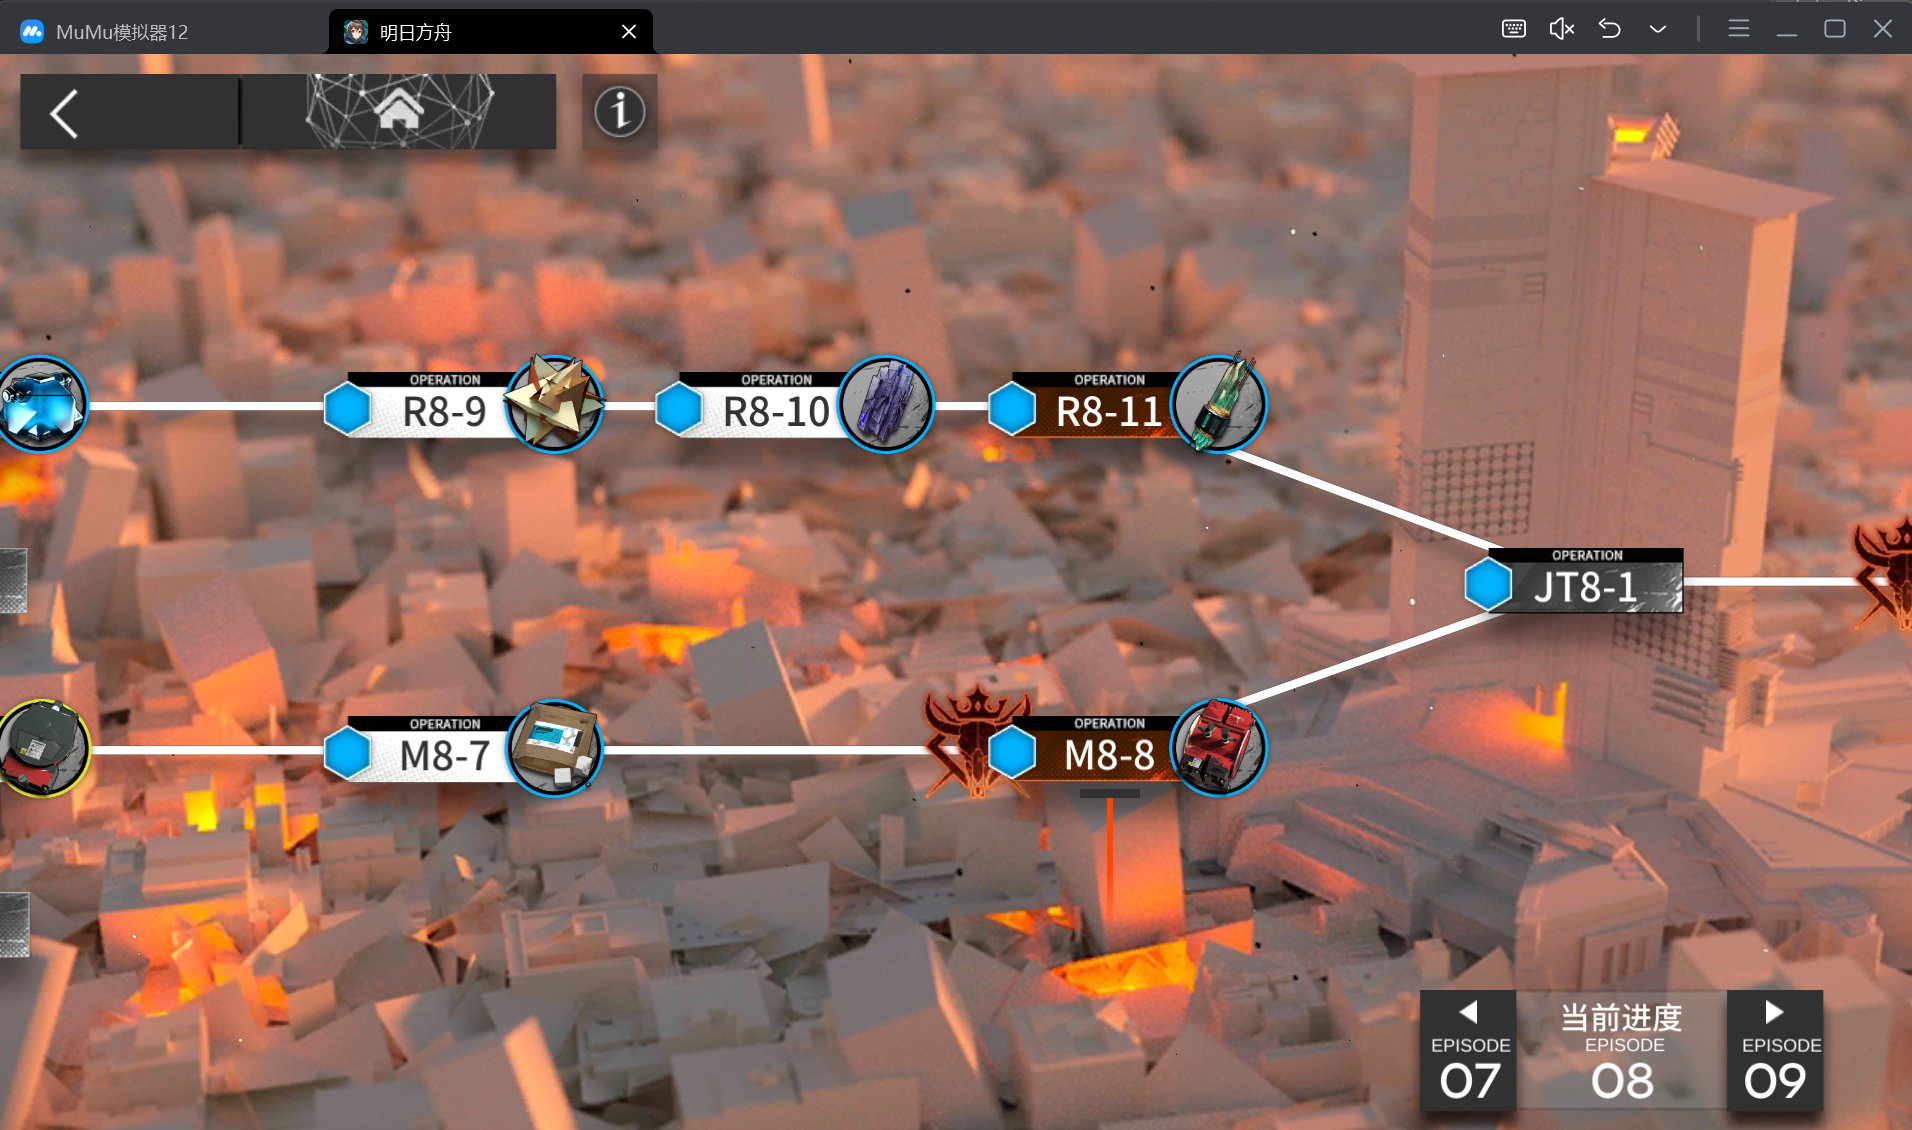 MuMu模拟器12
明日方舟
OPERATION
R8-9
OPERATION
R8-10
OPERATION
R8-11
OPERATION
JT8-1
OPERATION
M8-7
OPERATION
M8-8
EPISODE
07
当前进度
EPISODE
08
EPISODE
09